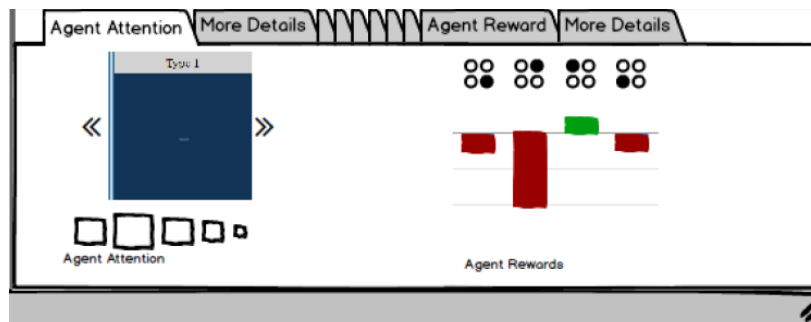 Agent Attention More Details Agent Reward More Details
Type 1
« »
Agent Attention
Agent Rewards